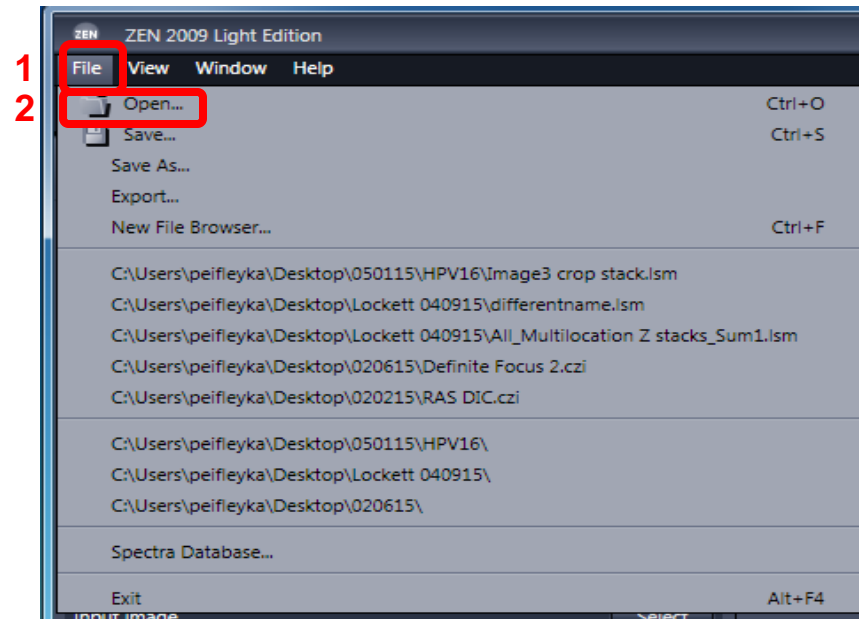 ZEN ZEN 2009 Light Edition
1 File View Window Help
2 Open... Ctrl+O
Save... Ctrl+S
Save As...
Export...
New File Browser... Ctrl+F
C:\Users\peifleyka\Desktop\050115\HPV16\Image3 crop stack.lsm
C:\Users\peifleyka\Desktop\Lockett 040915\differentname.lsm
C:\Users\peifleyka\Desktop\Lockett 040915\All_Multilocation Z stacks_Sum1.lsm
C:\Users\peifleyka\Desktop\020615\Definite Focus 2.czi
C:\Users\peifleyka\Desktop\020215\RAS DIC.czi
C:\Users\peifleyka\Desktop\050115\HPV16\
C:\Users\peifleyka\Desktop\Lockett 040915\
C:\Users\peifleyka\Desktop\020615\
Spectra Database...
Exit Alt+F4
Input Image Select